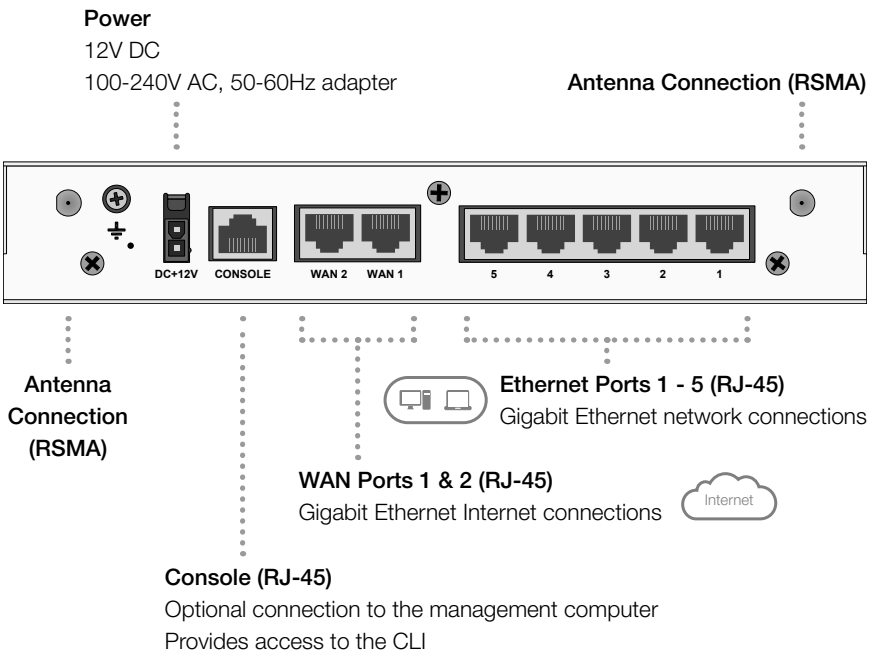 Power
12V DC
100-240V AC, 50-60Hz adapter
Antenna Connection (RSMA)
DC+12V
CONSOLE
WAN 2
WAN 1
5
4
3
2
1
Antenna
Connection
(RSMA)
Ethernet Ports 1 - 5 (RJ-45)
Gigabit Ethernet network connections
WAN Ports 1 & 2 (RJ-45)
Gigabit Ethernet Internet connections
Internet
Console (RJ-45)
Optional connection to the management computer
Provides access to the CLI